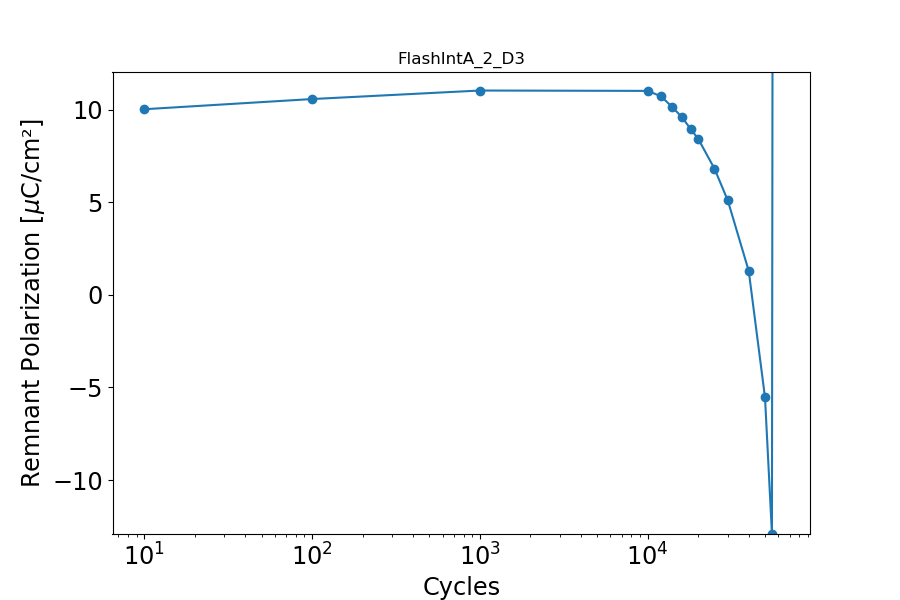 FlashIntA_2_D3
Remnant Polarization [μC/cm²]
10
5
0
−5
−10
10¹ 10² 10³ 10⁴
Cycles